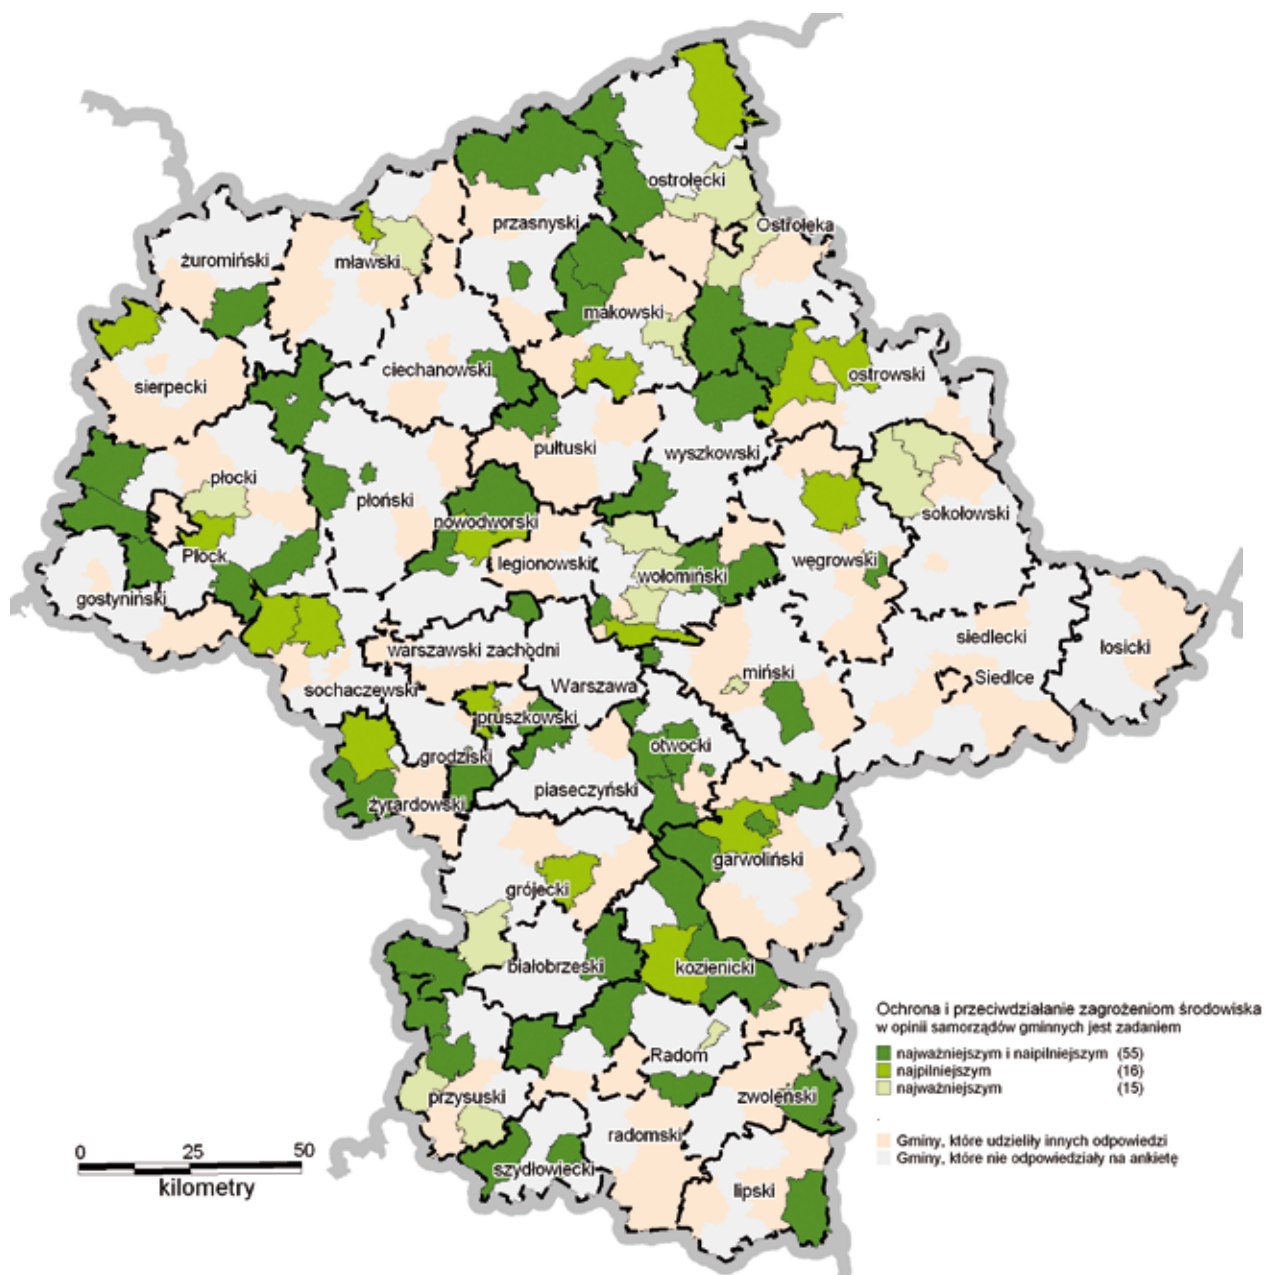 ostrołęcki
Ostrołęka
przasnyski
żuromiński
mławski
makowski
sierpecki
ciechanowski
ostrowski
pułtuski
wyszkowski
płocki
płoński
sokołowski
nowodworski
Płock
legionowski
wołomiński
węgrowski
gostyniński
siedlecki
łosicki
warszawski zachodni
Siedlce
sochaczewski
Warszawa
miński
pruszkowski
grodziski
otwocki
żyrardowski
piaseczyński
garwoliński
grójecki
białobrzeski
kozienicki
Radom
przysuski
zwoleński
radomski
szydłowiecki
lipski
0 25 50
kilometry
Ochrona i przeciwdziałanie zagrożeniom środowiska
w opinii samorządów gminnych jest zadaniem
najważniejszym i naipilniejszym (55)
najpilniejszym (16)
najważniejszym (15)
Gminy, które udzieliły innych odpowiedzi
Gminy, które nie odpowiedziały na ankietę